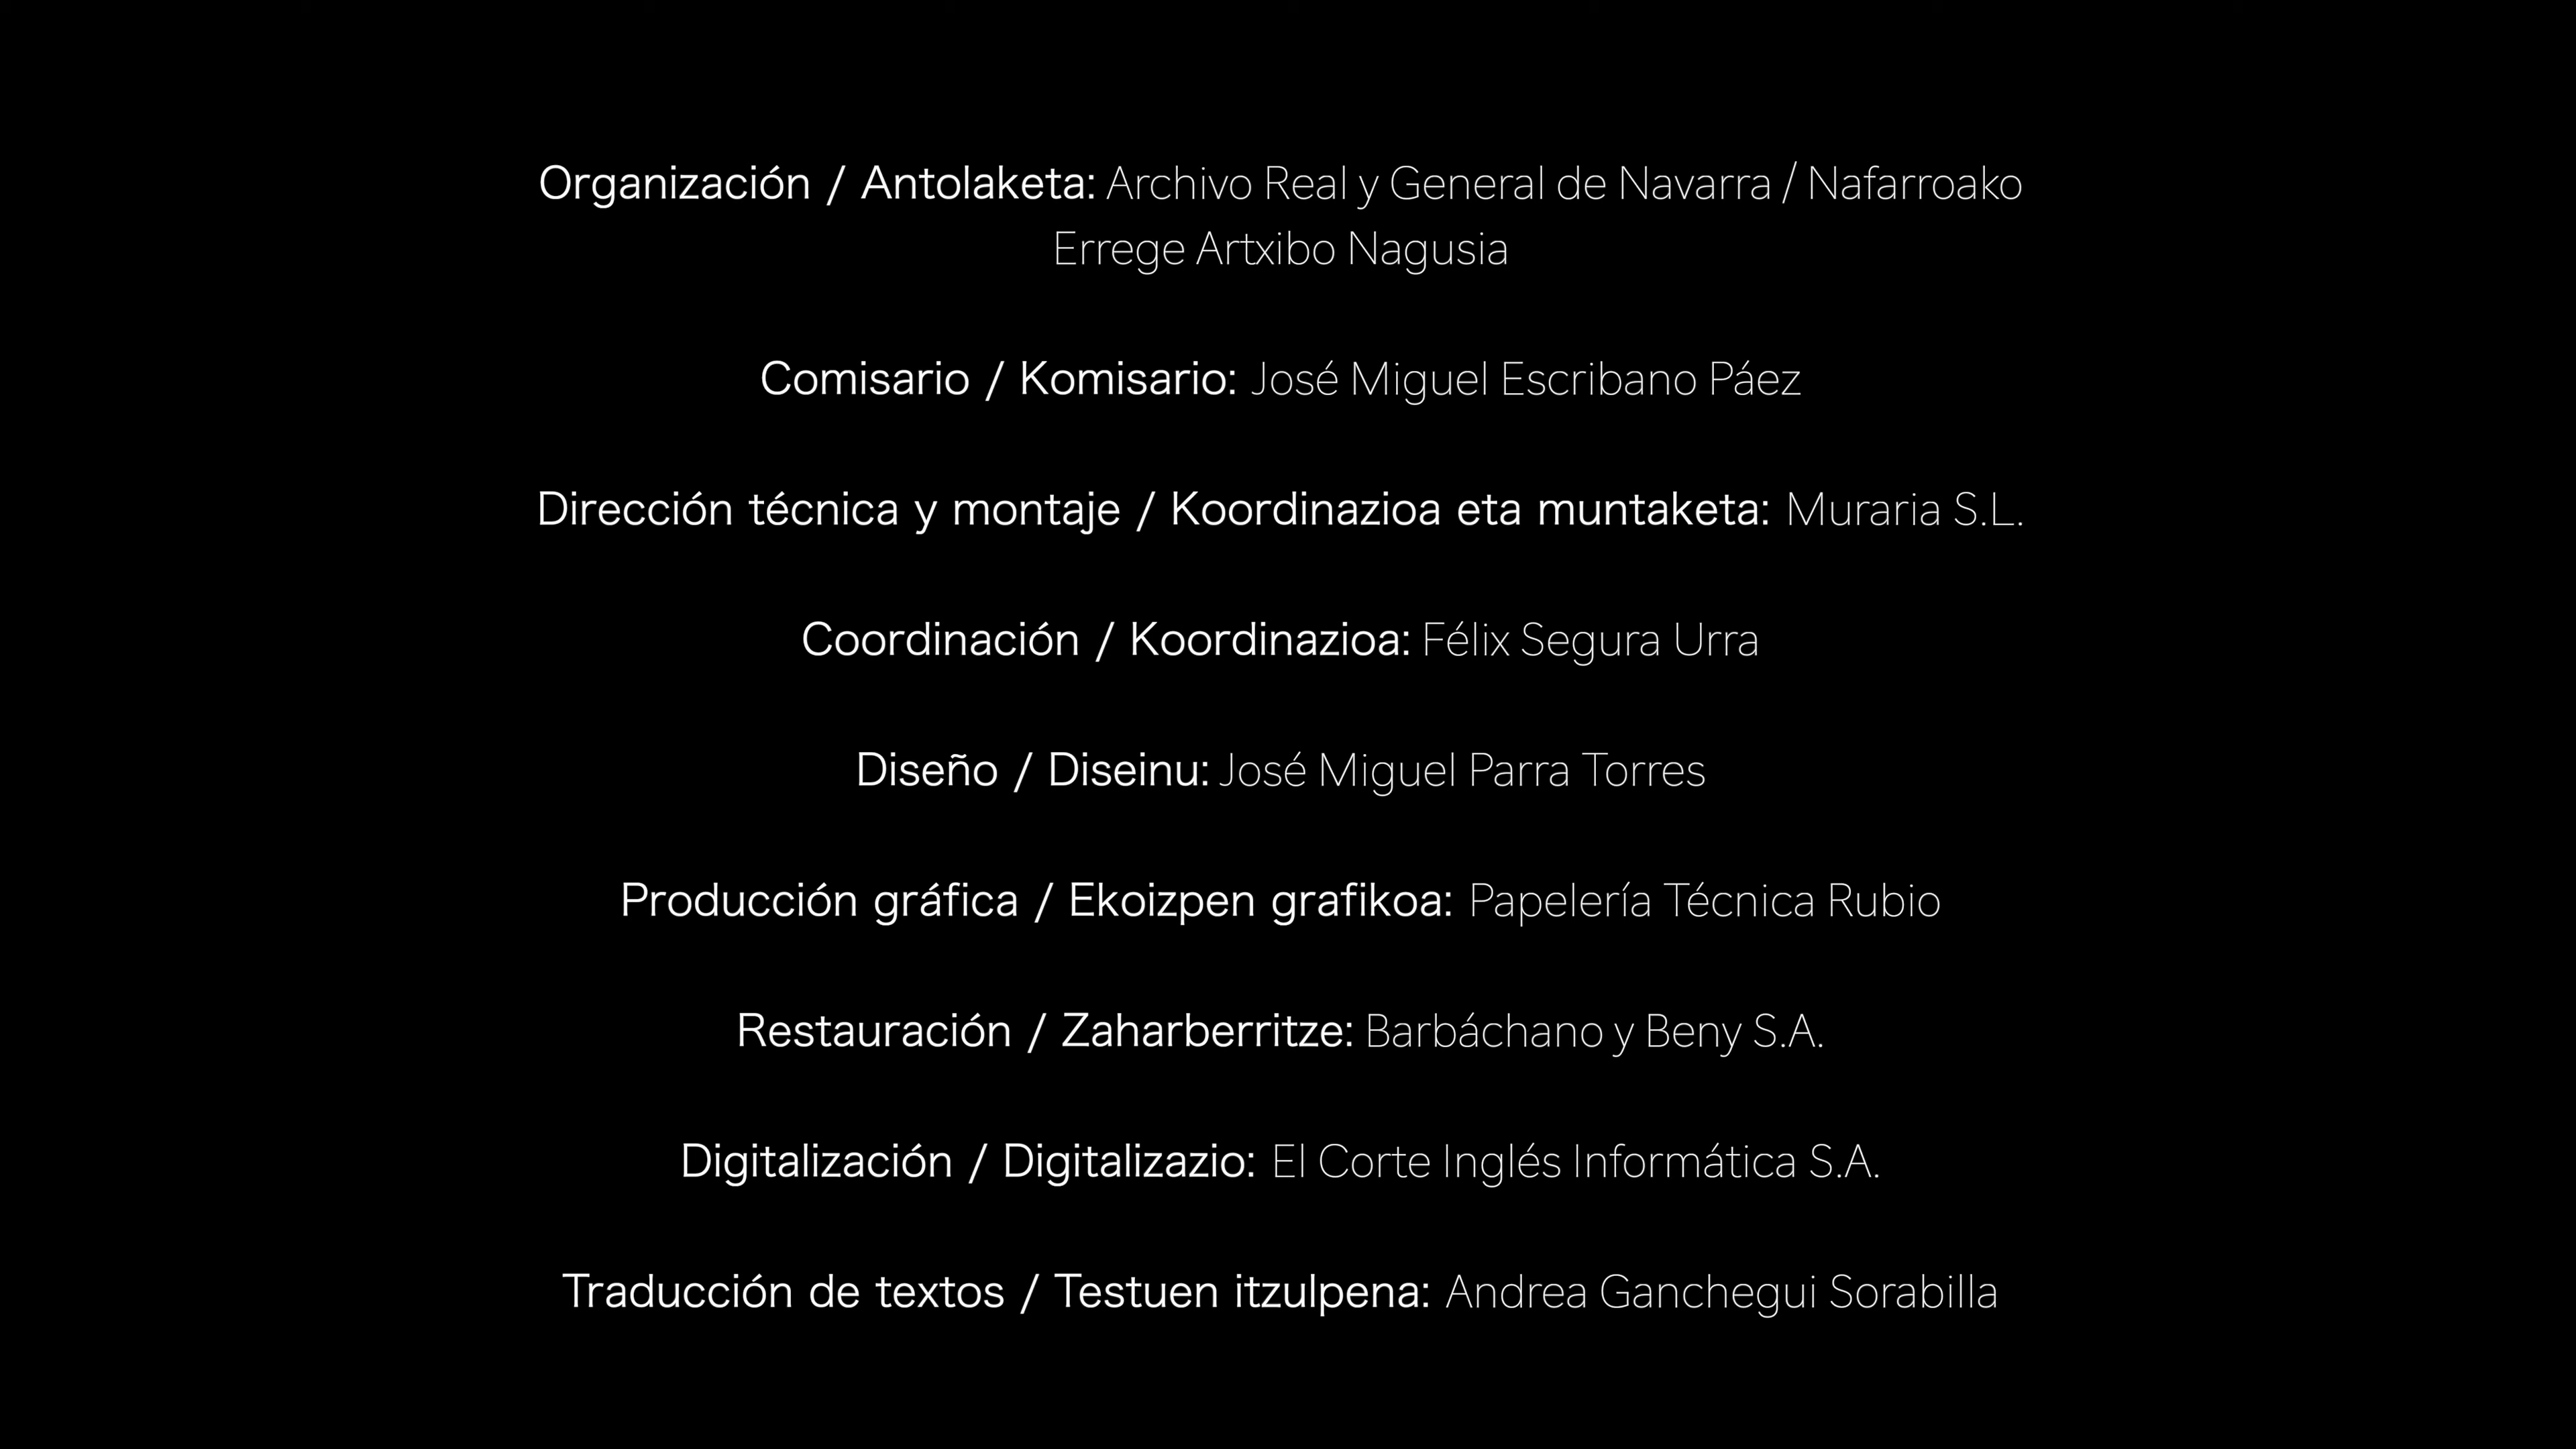 Organización / Antolaketa: Archivo Real y General de Navarra / Nafarroako
Errege Artxibo Nagusia
Comisario / Komisario: José Miguel Escribano Páez
Dirección técnica y montaje / Koordinazioa eta muntaketa: Muraria S.L.
Coordinación / Koordinazioa: Félix Segura Urra
Diseño / Diseinu: José Miguel Parra Torres
Producción gráfica / Ekoizpen grafikoa: Papelería Técnica Rubio
Restauración / Zaharberritze: Barbáchano y Beny S.A.
Digitalización / Digitalizazio: El Corte Inglés Informática S.A.
Traducción de textos / Testuen itzulpena: Andrea Ganchegui Sorabilla